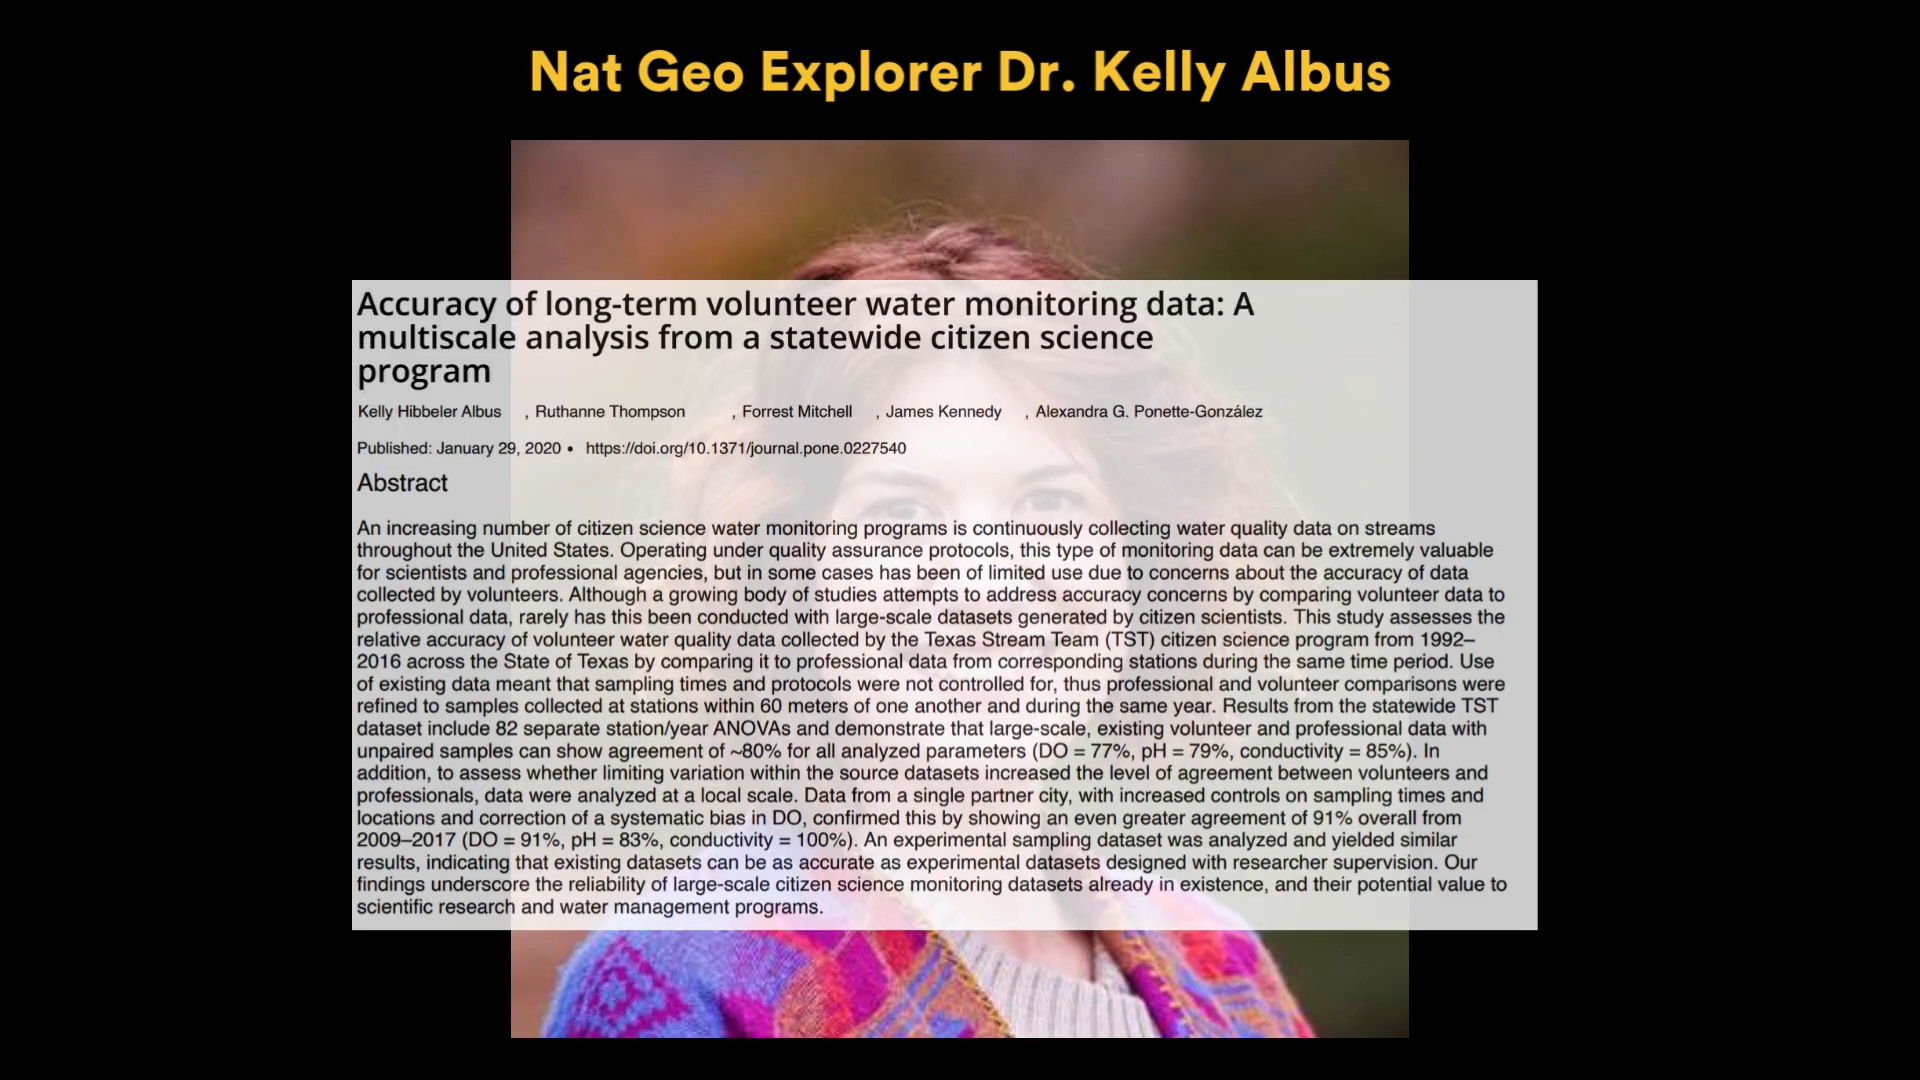 Nat Geo Explorer Dr. Kelly Albus
Accuracy of long-term volunteer water monitoring data: A
multiscale analysis from a statewide citizen science
program
Kelly Hibbeler Albus , Ruthanne Thompson , Forrest Mitchell , James Kennedy , Alexandra G. Ponette-González
Published: January 29, 2020 • https://doi.org/10.1371/journal.pone.0227540
Abstract
An increasing number of citizen science water monitoring programs is continuously collecting water quality data on streams
throughout the United States. Operating under quality assurance protocols, this type of monitoring data can be extremely valuable
for scientists and professional agencies, but in some cases has been of limited use due to concerns about the accuracy of data
collected by volunteers. Although a growing body of studies attempts to address accuracy concerns by comparing volunteer data to
professional data, rarely has this been conducted with large-scale datasets generated by citizen scientists. This study assesses the
relative accuracy of volunteer water quality data collected by the Texas Stream Team (TST) citizen science program from 1992–
2016 across the State of Texas by comparing it to professional data from corresponding stations during the same time period. Use
of existing data meant that sampling times and protocols were not controlled for, thus professional and volunteer comparisons were
refined to samples collected at stations within 60 meters of one another and during the same year. Results from the statewide TST
dataset include 82 separate station/year ANOVAs and demonstrate that large-scale, existing volunteer and professional data with
unpaired samples can show agreement of ~80% for all analyzed parameters (DO = 77%, pH = 79%, conductivity = 85%). In
addition, to assess whether limiting variation within the source datasets increased the level of agreement between volunteers and
professionals, data were analyzed at a local scale. Data from a single partner city, with increased controls on sampling times and
locations and correction of a systematic bias in DO, confirmed this by showing an even greater agreement of 91% overall from
2009–2017 (DO = 91%, pH = 83%, conductivity = 100%). An experimental sampling dataset was analyzed and yielded similar
results, indicating that existing datasets can be as accurate as experimental datasets designed with researcher supervision. Our
findings underscore the reliability of large-scale citizen science monitoring datasets already in existence, and their potential value to
scientific research and water management programs.